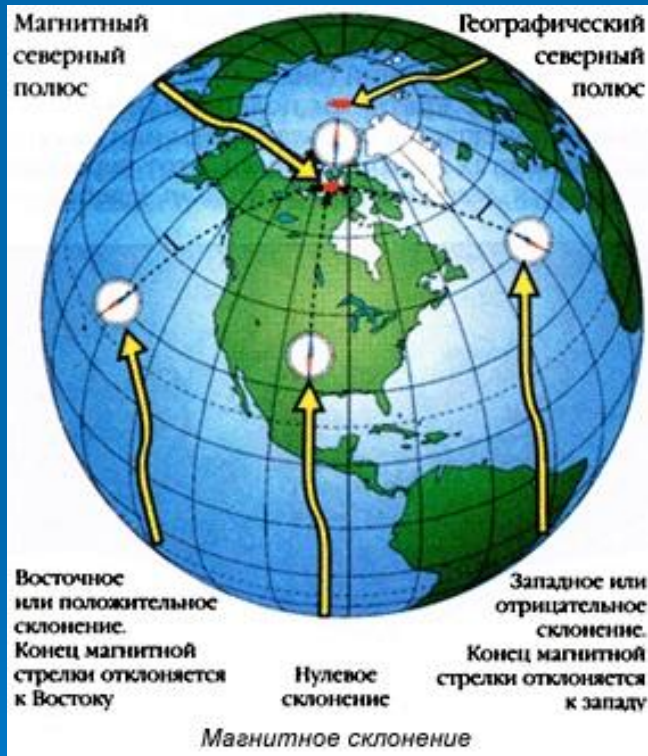 Магнитный
северный
полюс
Географический
северный
полюс
Восточное
или положительное
склонение.
Конец магнитной
стрелки отклоняется
к Востоку
Нулевое
склонение
Западное или
отрицательное
склонение.
Конец магнитной
стрелки отклоняется
к западу
Магнитное склонение